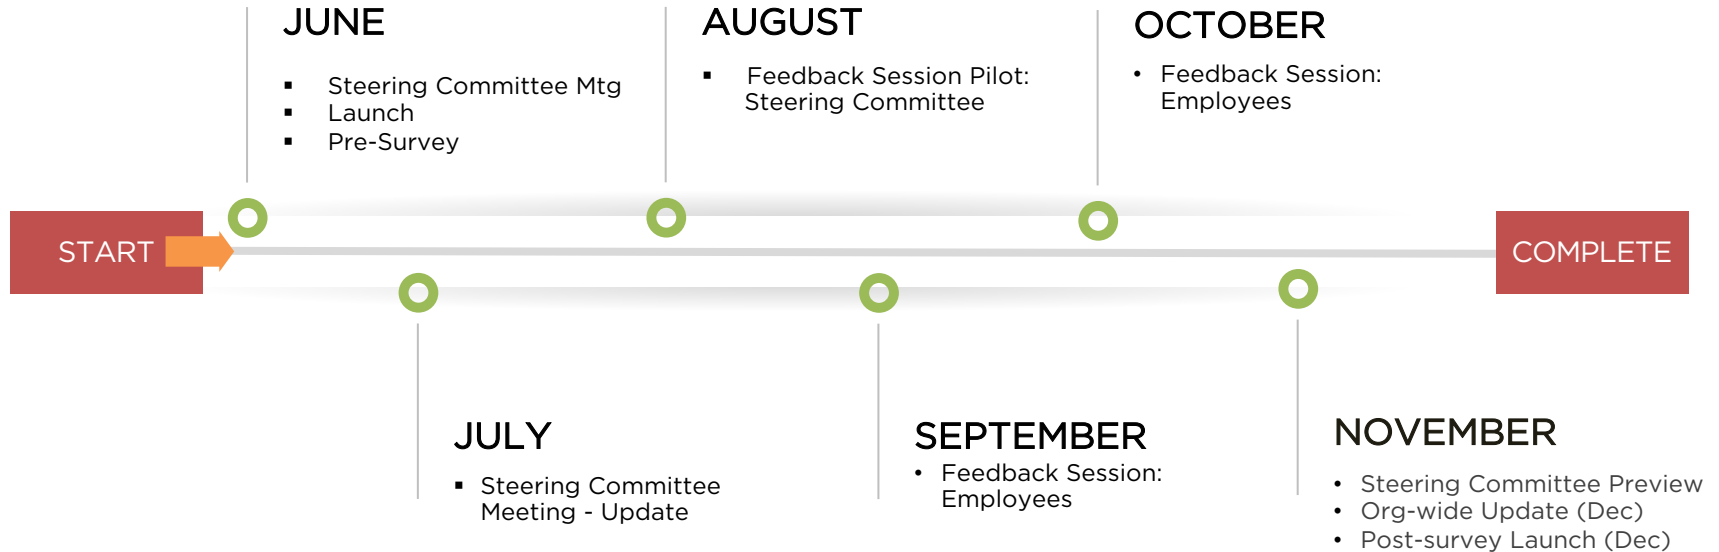 JUNE
▪ Steering Committee Mtg
▪ Launch
▪ Pre-Survey
AUGUST
▪ Feedback Session Pilot:
Steering Committee
OCTOBER
• Feedback Session:
Employees
START
COMPLETE
JULY
▪ Steering Committee
Meeting - Update
SEPTEMBER
• Feedback Session:
Employees
NOVEMBER
• Steering Committee Preview
• Org-wide Update (Dec)
• Post-survey Launch (Dec)